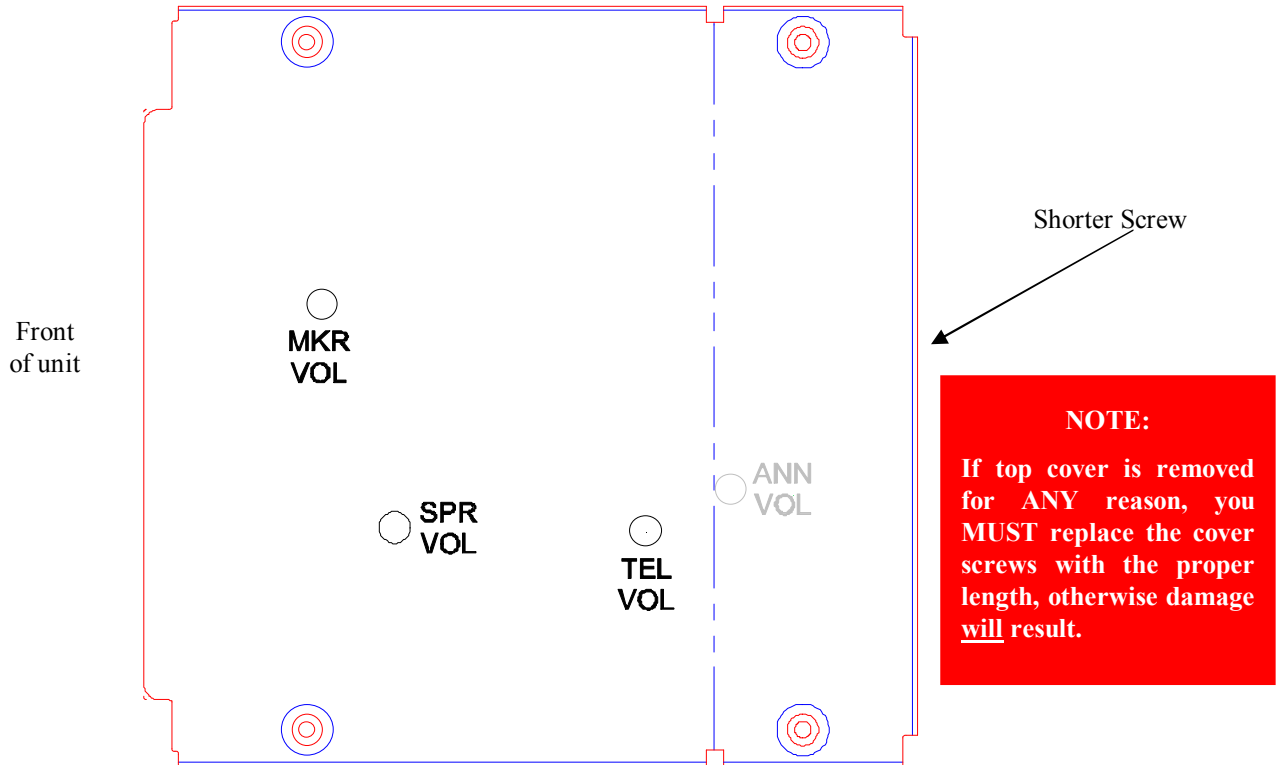 Shorter Screw
Front
of unit
MKR
VOL
NOTE:
If top cover is removed
for ANY reason, you
MUST replace the cover
screws with the proper
length, otherwise damage
will result.
ANN
VOL
SPR
VOL
TEL
VOL